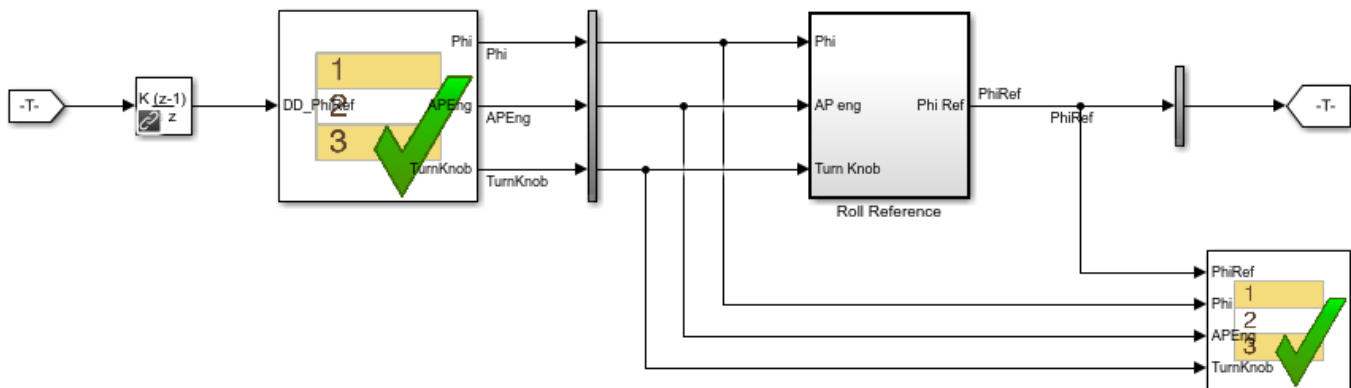 -T-
K (z-1)
z
DD_PhiRef
1
2
3
Phi
APEng
TurnKnob
Phi
APEng
TurnKnob
Phi
AP eng
Turn Knob
Phi Ref
Roll Reference
PhiRef
PhiRef
-T-
PhiRef
Phi
APEng
TurnKnob
1
2
3